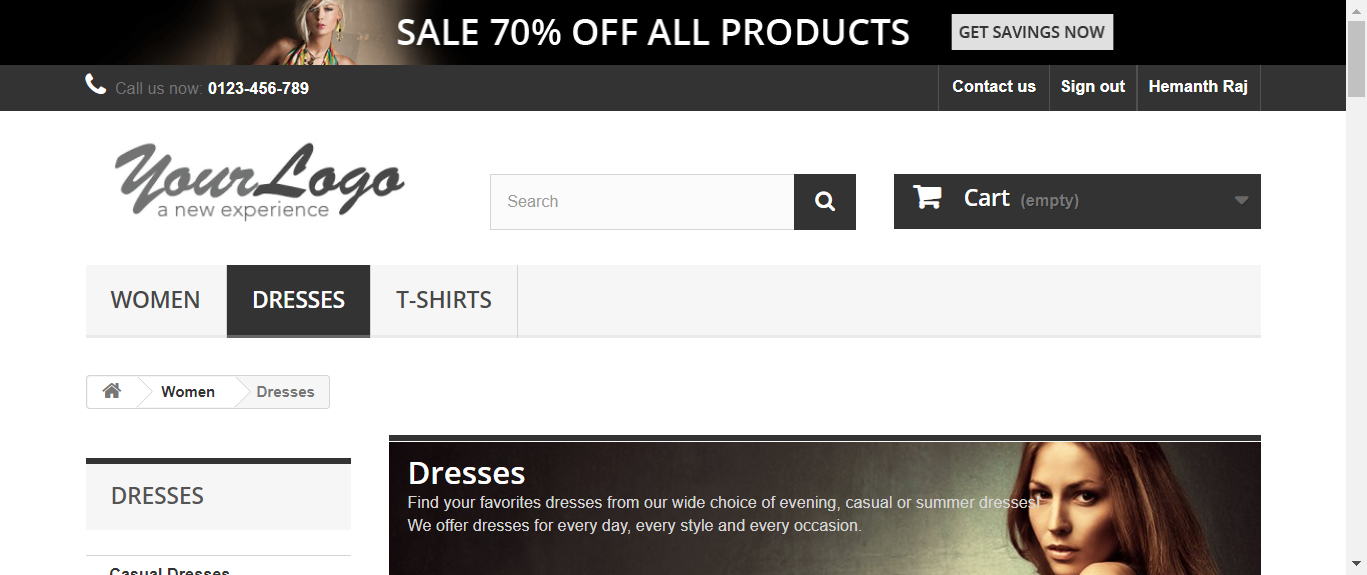 SALE 70% OFF ALL PRODUCTS GET SAVINGS NOW
Call us now: 0123-456-789 Contact us Sign out Hemanth Raj
YourLogo
a new experience
Search Cart (empty)
WOMEN DRESSES T-SHIRTS
Women Dresses
DRESSES
Casual Dresses
Dresses
Find your favorites dresses from our wide choice of evening, casual or summer dresses!
We offer dresses for every day, every style and every occasion.